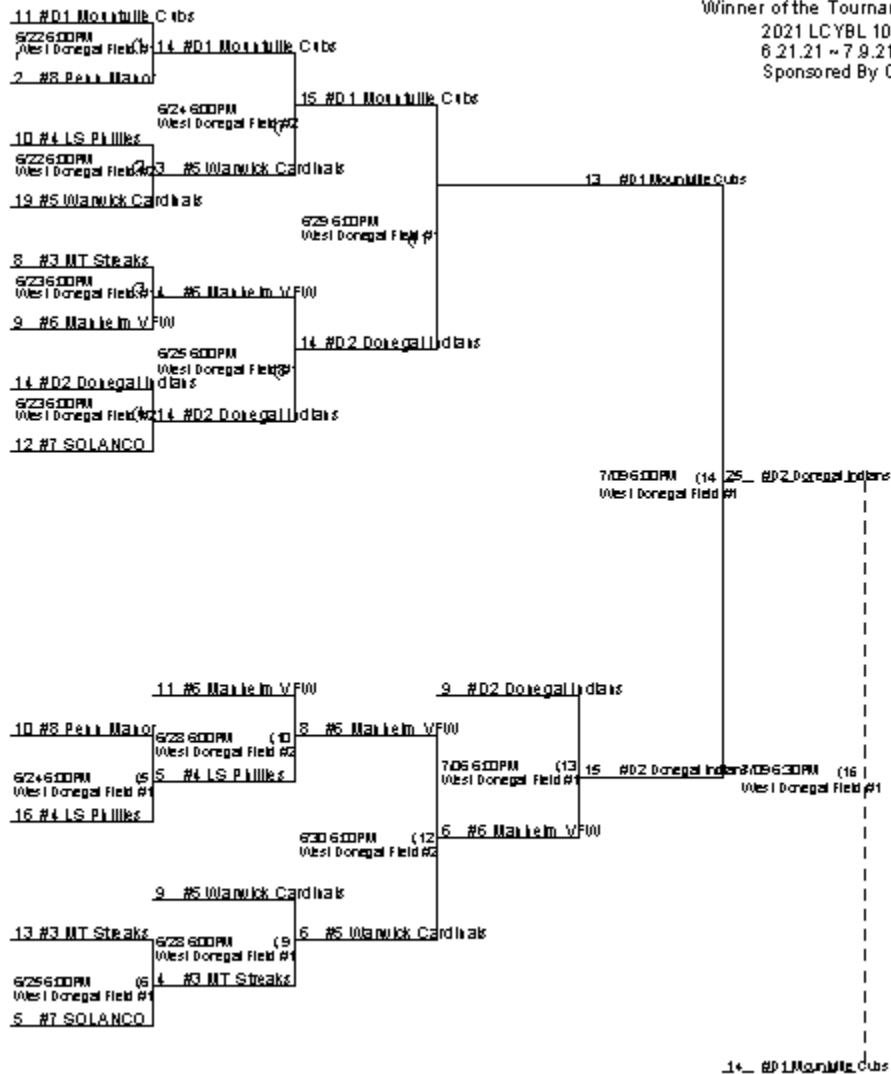 Winner of the Tournar
2021 LCYBL 10
6.21.21 ~ 7.9.21
Sponsored By C
11 #D1 Mountville Cubs
6/22 6:00PM
West Donegal Field #1
14 #D1 Mountville Cubs
2 #8 Penn Manor
6/24 6:00PM
West Donegal Field #2
15 #D1 Mountville Cubs
10 #4 LS Phillies
6/22 6:00PM
West Donegal Field #2
3 #5 Warwick Cardinals
19 #5 Warwick Cardinals
13 #D1 Mountville Cubs
6/29 6:00PM
West Donegal Field #1
8 #3 MT Streaks
6/23 6:00PM
West Donegal Field #1
4 #6 Manheim VFW
9 #6 Manheim VFW
6/25 6:00PM
West Donegal Field #1
14 #D2 Donegal Indians
14 #D2 Donegal Indians
6/23 6:00PM
West Donegal Field #2
14 #D2 Donegal Indians
12 #7 SOLANCO
7/09 6:00PM (14
West Donegal Field #1
25 #D2 Donegal Indians
11 #6 Manheim VFW
9 #D2 Donegal Indians
10 #8 Penn Manor
6/28 6:00PM (10
West Donegal Field #2
8 #6 Manheim VFW
6/24 6:00PM (5
West Donegal Field #1
5 #4 LS Phillies
7/06 6:00PM (13
West Donegal Field #1
15 #D2 Donegal Indians
7/09 6:30PM (16
West Donegal Field #1
16 #4 LS Phillies
6/30 6:00PM (12
West Donegal Field #2
6 #6 Manheim VFW
9 #5 Warwick Cardinals
13 #3 MT Streaks
6/28 6:00PM (9
West Donegal Field #1
6 #5 Warwick Cardinals
6/25 6:00PM (6
West Donegal Field #1
4 #3 MT Streaks
5 #7 SOLANCO
14 #D1 Mountville Cubs